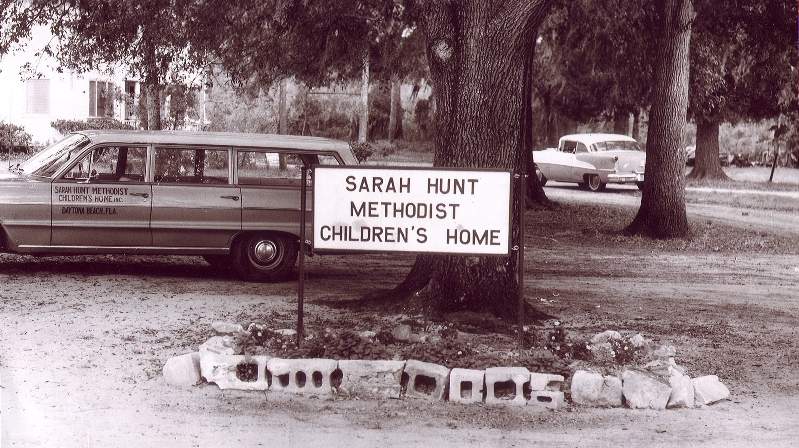 SARAH HUNT
METHODIST
CHILDREN'S HOME
SARAH HUNT METHODIST
CHILDREN'S HOME INC.
DAYTONA BEACH, FLA.